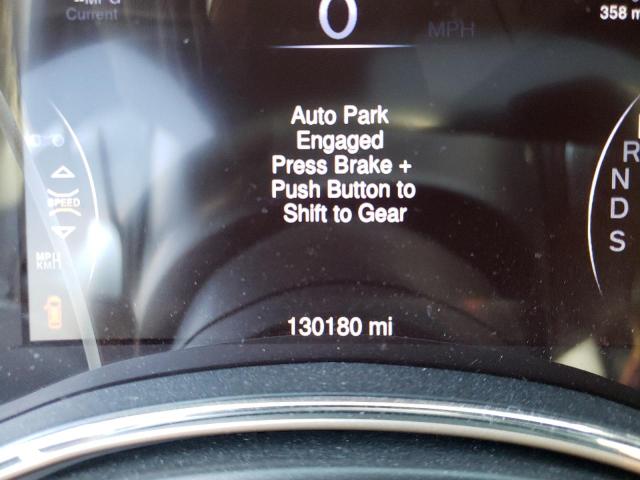 MPG
Current
0
MPH
358 m
Auto Park
Engaged
Press Brake +
Push Button to
Shift to Gear
SPEED
MPH
R
N
D
S
130180 mi